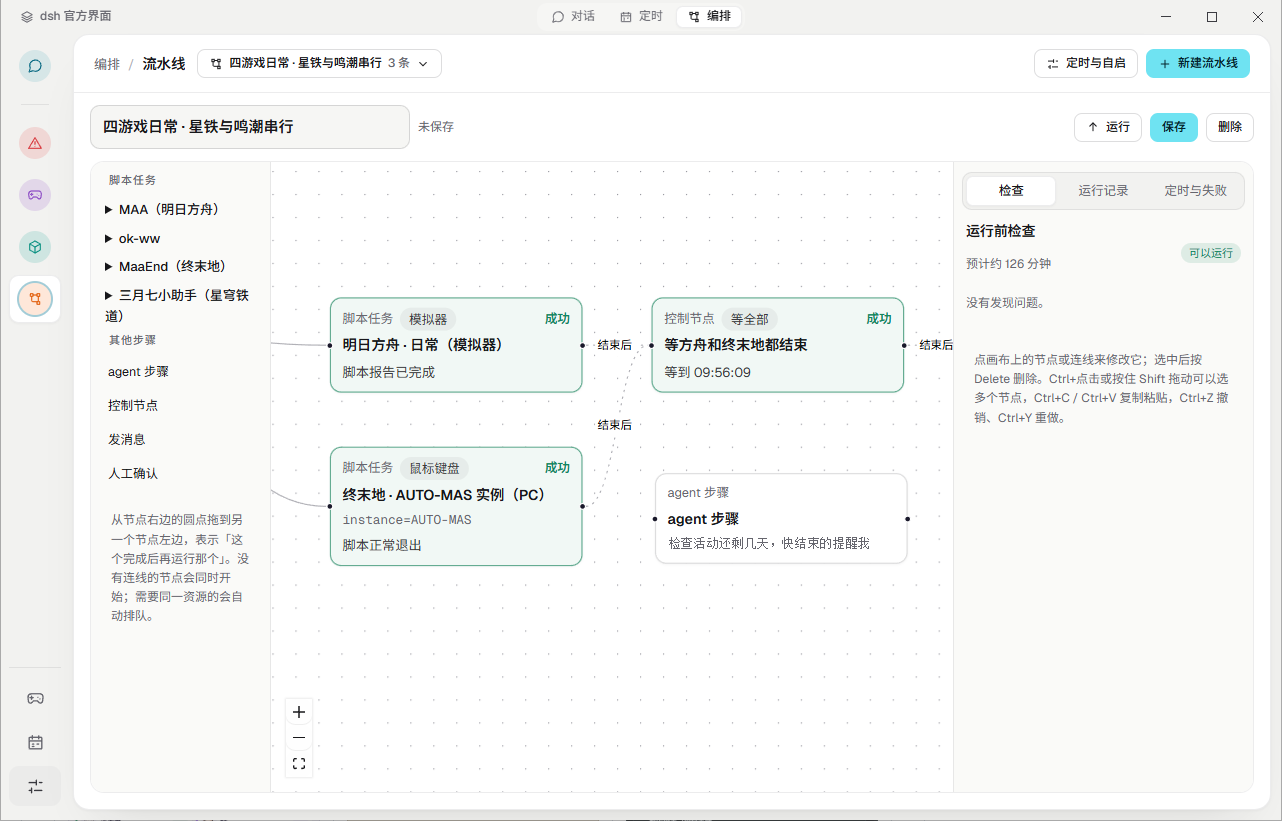 dsh 官方界面
对话
定时
编排
编排 / 流水线
四游戏日常 · 星铁与鸣潮串行 3 条
定时与自启
新建流水线
四游戏日常 · 星铁与鸣潮串行
未保存
运行
保存
删除
脚本任务
MAA（明日方舟）
ok-ww
MaaEnd（终末地）
三月七小助手（星穹铁
道）
其他步骤
agent 步骤
控制节点
发消息
人工确认
从节点右边的圆点拖到另
一个节点左边，表示「这
个完成后再运行那个」。没
有连线的节点会同时开
始；需要同一资源的会自
动排队。
脚本任务 模拟器 成功
明日方舟 · 日常（模拟器）
脚本报告已完成
结束后
控制节点 等全部 成功
等方舟和终末地都结束
等到 09:56:09
结束后
结束后
脚本任务 鼠标键盘 成功
终末地 · AUTO-MAS 实例（PC）
instance=AUTO-MAS
脚本正常退出
agent 步骤
agent 步骤
检查活动还剩几天，快结束的提醒我
检查
运行记录
定时与失败
运行前检查
可以运行
预计约 126 分钟
没有发现问题。
点画布上的节点或连线来修改它；选中后按
Delete 删除。Ctrl+点击或按住 Shift 拖动可以选
多个节点，Ctrl+C / Ctrl+V 复制粘贴，Ctrl+Z 撤
销、Ctrl+Y 重做。